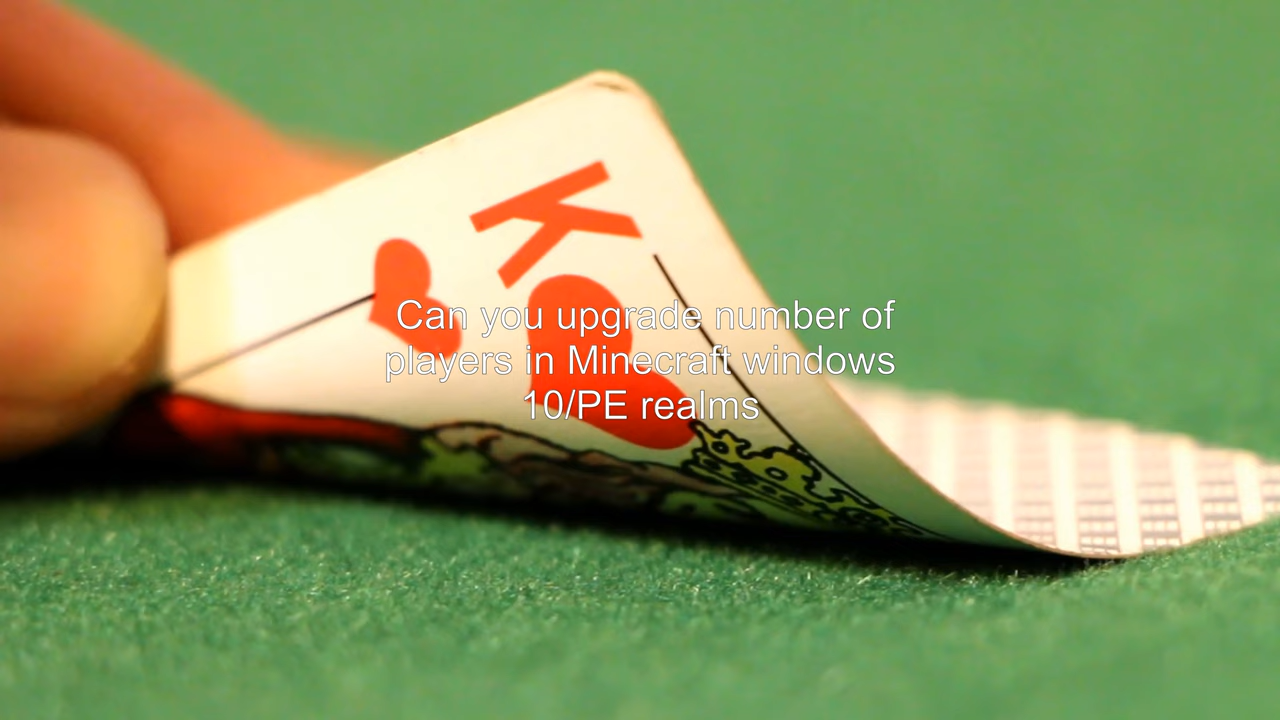 K
Can you upgrade number of
players in Minecraft windows
10/PE realms